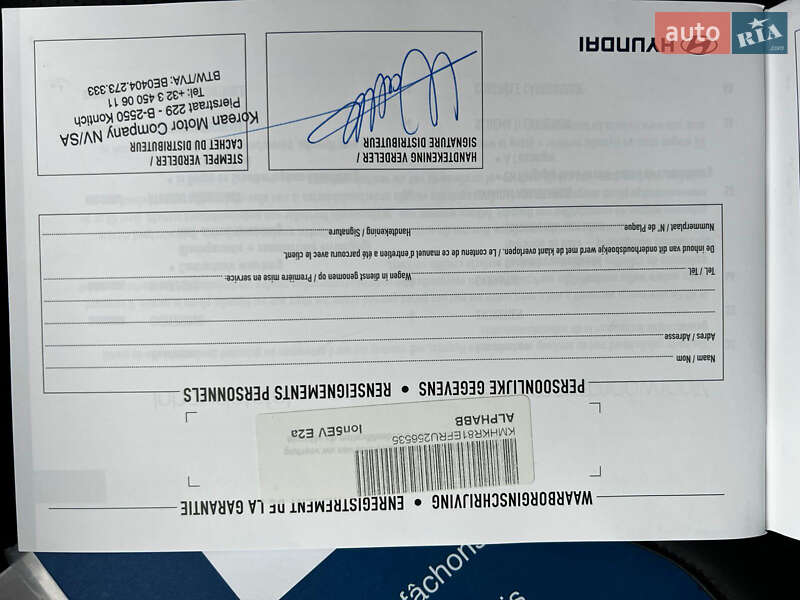 auto RIA.com
HYUNDAI
WAARBORGINSCHRIJVING • ENREGISTREMENT DE LA GARANTIE
KMHKR81EFRU256535
Ion5EV E2a
ALPHABB
PERSOONLIJKE GEGEVENS • RENSEIGNEMENTS PERSONNELS
Naam / Nom
Adres / Adresse
Tel. / Tél. Wagen in dienst genomen op / Première / en mise en service
De inhoud van dit onderhoudsboekje werd met de klant overlopen. / Le contenu de ce manuel d'entretien a été parcouru avec le client.
Nummerplaat / N° de Plaque Handtekening / Signature
HANDTEKENING VERDELER /
SIGNATURE DISTRIBUTEUR
STEMPEL VERDELER /
CACHET DU DISTRIBUTEUR
Korean Motor Company NV/SA
Pierstraat 229 - B-2550 Kontich
Tel: +32 3 450 06 11
BTW/TVA: BE0404.273.333
fâchons